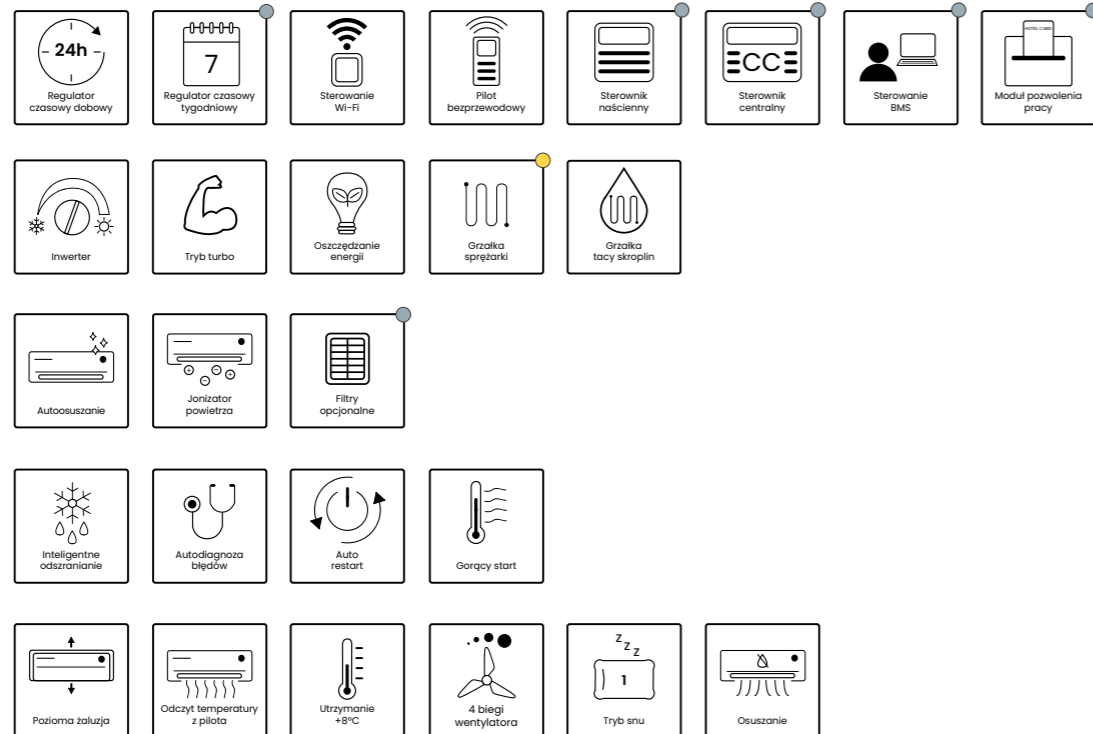 24h
Regulator
czasowy dobowy
7
Regulator czasowy
tygodniowy
Sterowanie
Wi-Fi
Pilot
bezprzewodowy
Sterownik
naścienny
CC
Sterownik
centralny
Sterowanie
BMS
HOTEL CARD
Moduł pozwolenia
pracy
Inwerter
Tryb turbo
Oszczędzanie
energii
Grzałka
sprężarki
Grzałka
tacy skroplin
Autoosuszanie
Jonizator
powietrza
Filtry
opcjonalne
Inteligentne
odszranianie
Autodiagnoza
błędów
Auto
restart
Gorący start
Pozioma żaluzja
Odczyt temperatury
z pilota
Utrzymanie
+8°C
4 biegi
wentylatora
Z Z Z
1
Tryb snu
Osuszanie